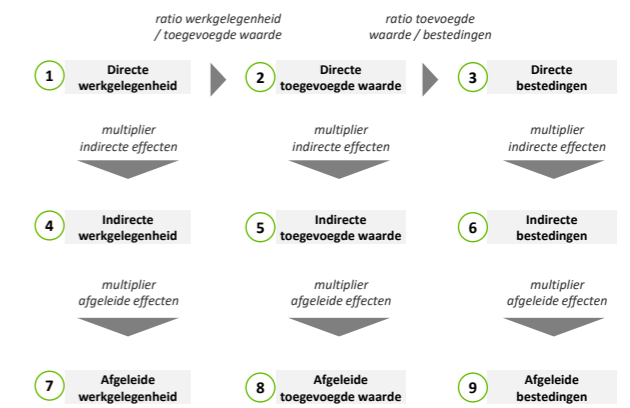 ratio werkgelegenheid
/ toegevoegde waarde
ratio toevoegde
waarde / bestedingen
1
Directe
werkgelegenheid
2
Directe
toegevoegde waarde
3
Directe
bestedingen
multiplier
indirecte effecten
multiplier
indirecte effecten
multiplier
indirecte effecten
4
Indirecte
werkgelegenheid
5
Indirecte
toegevoegde waarde
6
Indirecte
bestedingen
multiplier
afgeleide effecten
multiplier
afgeleide effecten
multiplier
afgeleide effecten
7
Afgeleide
werkgelegenheid
8
Afgeleide
toegevoegde waarde
9
Afgeleide
bestedingen